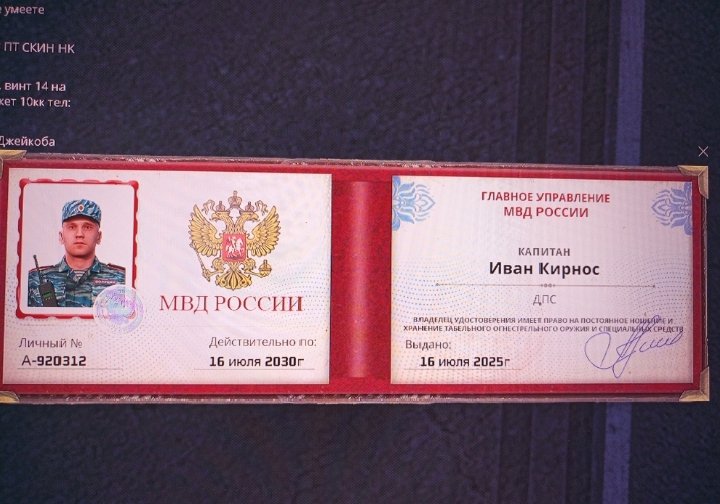 умеете
ПТ СКИН НК
винт 14 на
кет 10кк тел:
Джейкоба
МВД РОССИИ
Личный №
А-920312
Действительно по:
16 июля 2030г
ГЛАВНОЕ УПРАВЛЕНИЕ
МВД РОССИИ
КАПИТАН
Иван Кирнос
ДПС
ВЛАДЕЛЕЦ УДОСТОВЕРЕНИЯ ИМЕЕТ ПРАВО НА ПОСТОЯННОЕ НОШЕНИЕ И
ХРАНЕНИЕ ТАБЕЛЬНОГО ОГНЕСТРЕЛЬНОГО ОРУЖИЯ И СПЕЦИАЛЬНЫХ СРЕДСТВ
Выдано:
16 июля 2025г